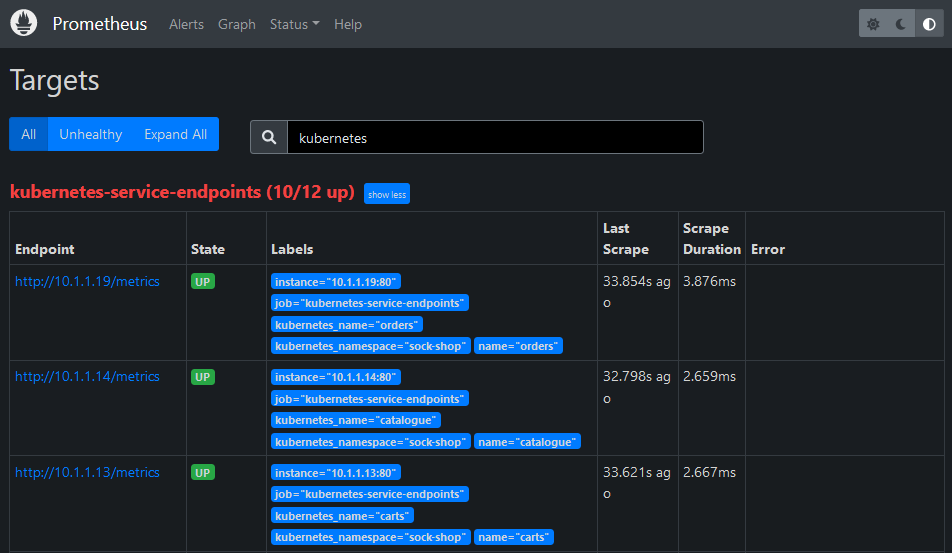 Prometheus Alerts Graph Status Help
Targets
All Unhealthy Expand All
kubernetes
kubernetes-service-endpoints (10/12 up) show less
Endpoint State Labels Last Scrape Scrape Duration Error
http://10.1.1.19/metrics UP instance="10.1.1.19:80" 33.854s ago 3.876ms
job="kubernetes-service-endpoints"
kubernetes_name="orders"
kubernetes_namespace="sock-shop" name="orders"
http://10.1.1.14/metrics UP instance="10.1.1.14:80" 32.798s ago 2.659ms
job="kubernetes-service-endpoints"
kubernetes_name="catalogue"
kubernetes_namespace="sock-shop" name="catalogue"
http://10.1.1.13/metrics UP instance="10.1.1.13:80" 33.621s ago 2.667ms
job="kubernetes-service-endpoints"
kubernetes_name="carts"
kubernetes_namespace="sock-shop" name="carts"